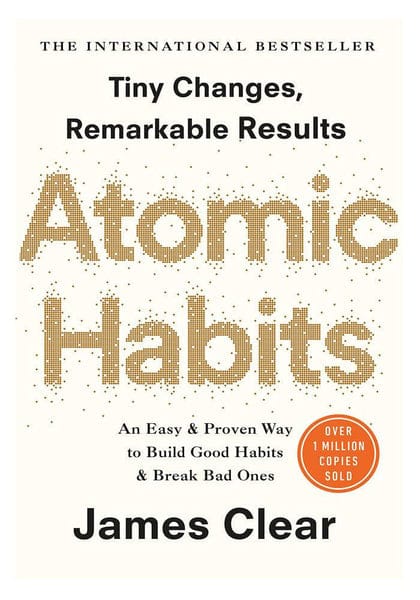 THE INTERNATIONAL BESTSELLER
Tiny Changes,
Remarkable Results
Atomic
Habits
An Easy & Proven Way
to Build Good Habits
& Break Bad Ones
OVER
1 MILLION
COPIES
SOLD
James Clear